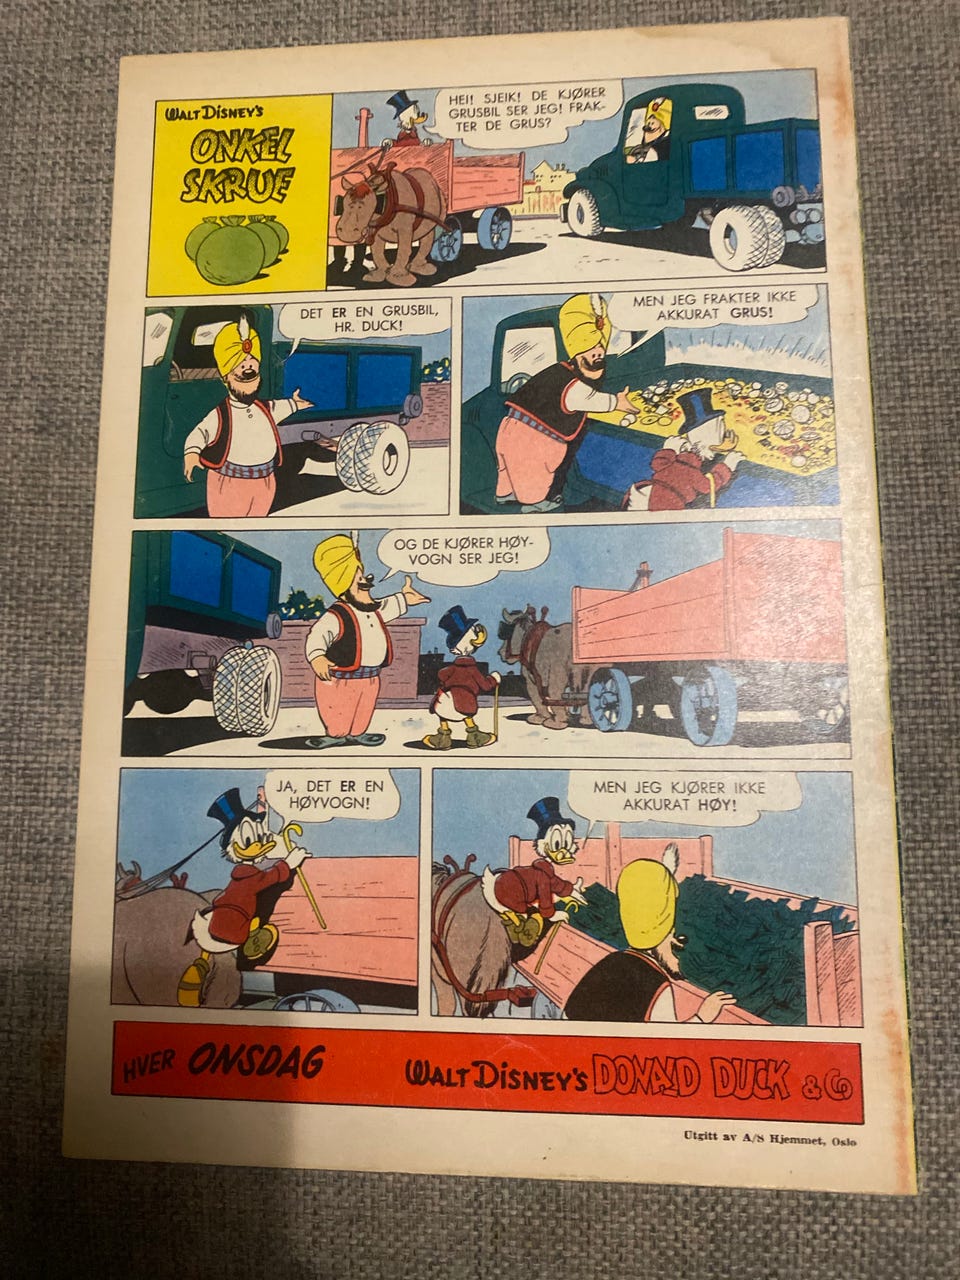 WALT DISNEY'S
ONKEL
SKRUE
HEI! SJEIK! DE KJØRER
GRUSBIL SER JEG! FRAK-
TER DE GRUS?
DET ER EN GRUSBIL,
HR. DUCK!
MEN JEG FRAKTER IKKE
AKKURAT GRUS!
OG DE KJØRER HØY-
VOGN SER JEG!
JA, DET ER EN
HØYVOGN!
MEN JEG KJØRER IKKE
AKKURAT HØY!
HVER ONSDAG WALT DISNEY'S DONALD DUCK & Co
Utgitt av A/S Hjemmet, Oslo